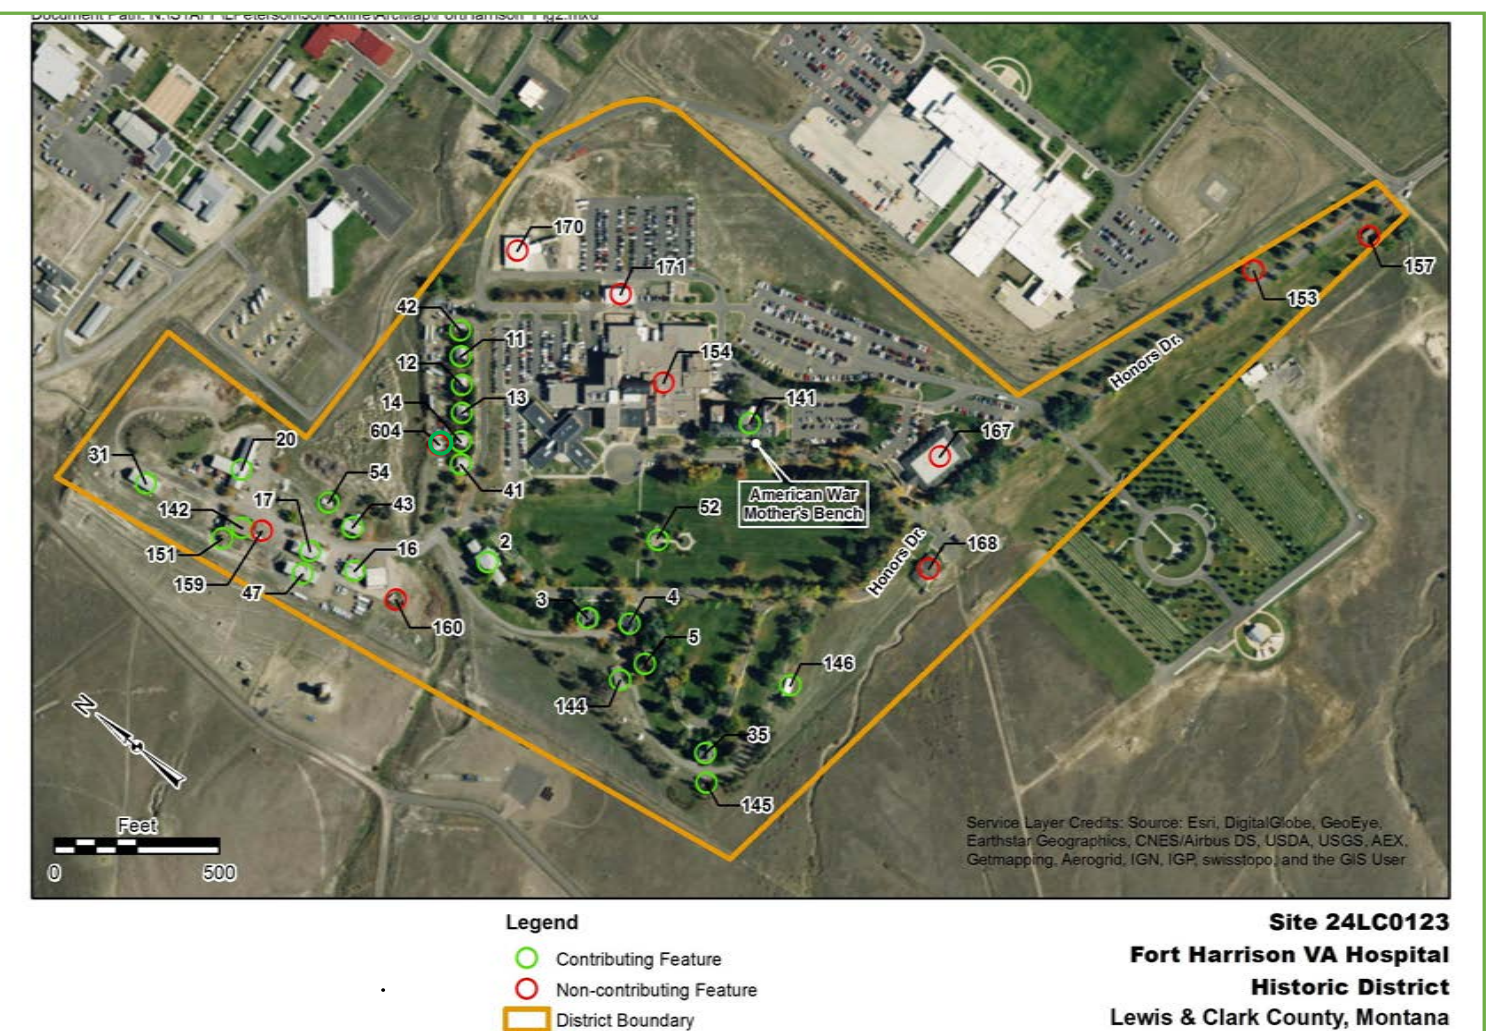 170
171
42
11
12
154
13
14
141
604
167
20
31
54
41
17
43
142
52
American War
Mother's Bench
151
16
2
168
159
47
Honors Dr.
3
4
160
5
146
144
35
145
153
157
Honors Dr.
N
Feet
0 500
Service Layer Credits: Source: Esri, DigitalGlobe, GeoEye,
Earthstar Geographics, CNES/Airbus DS, USDA, USGS, AEX,
Getmapping, Aerogrid, IGN, IGP, swisstopo, and the GIS User
Legend
Contributing Feature
Non-contributing Feature
District Boundary
Site 24LC0123
Fort Harrison VA Hospital
Historic District
Lewis & Clark County, Montana